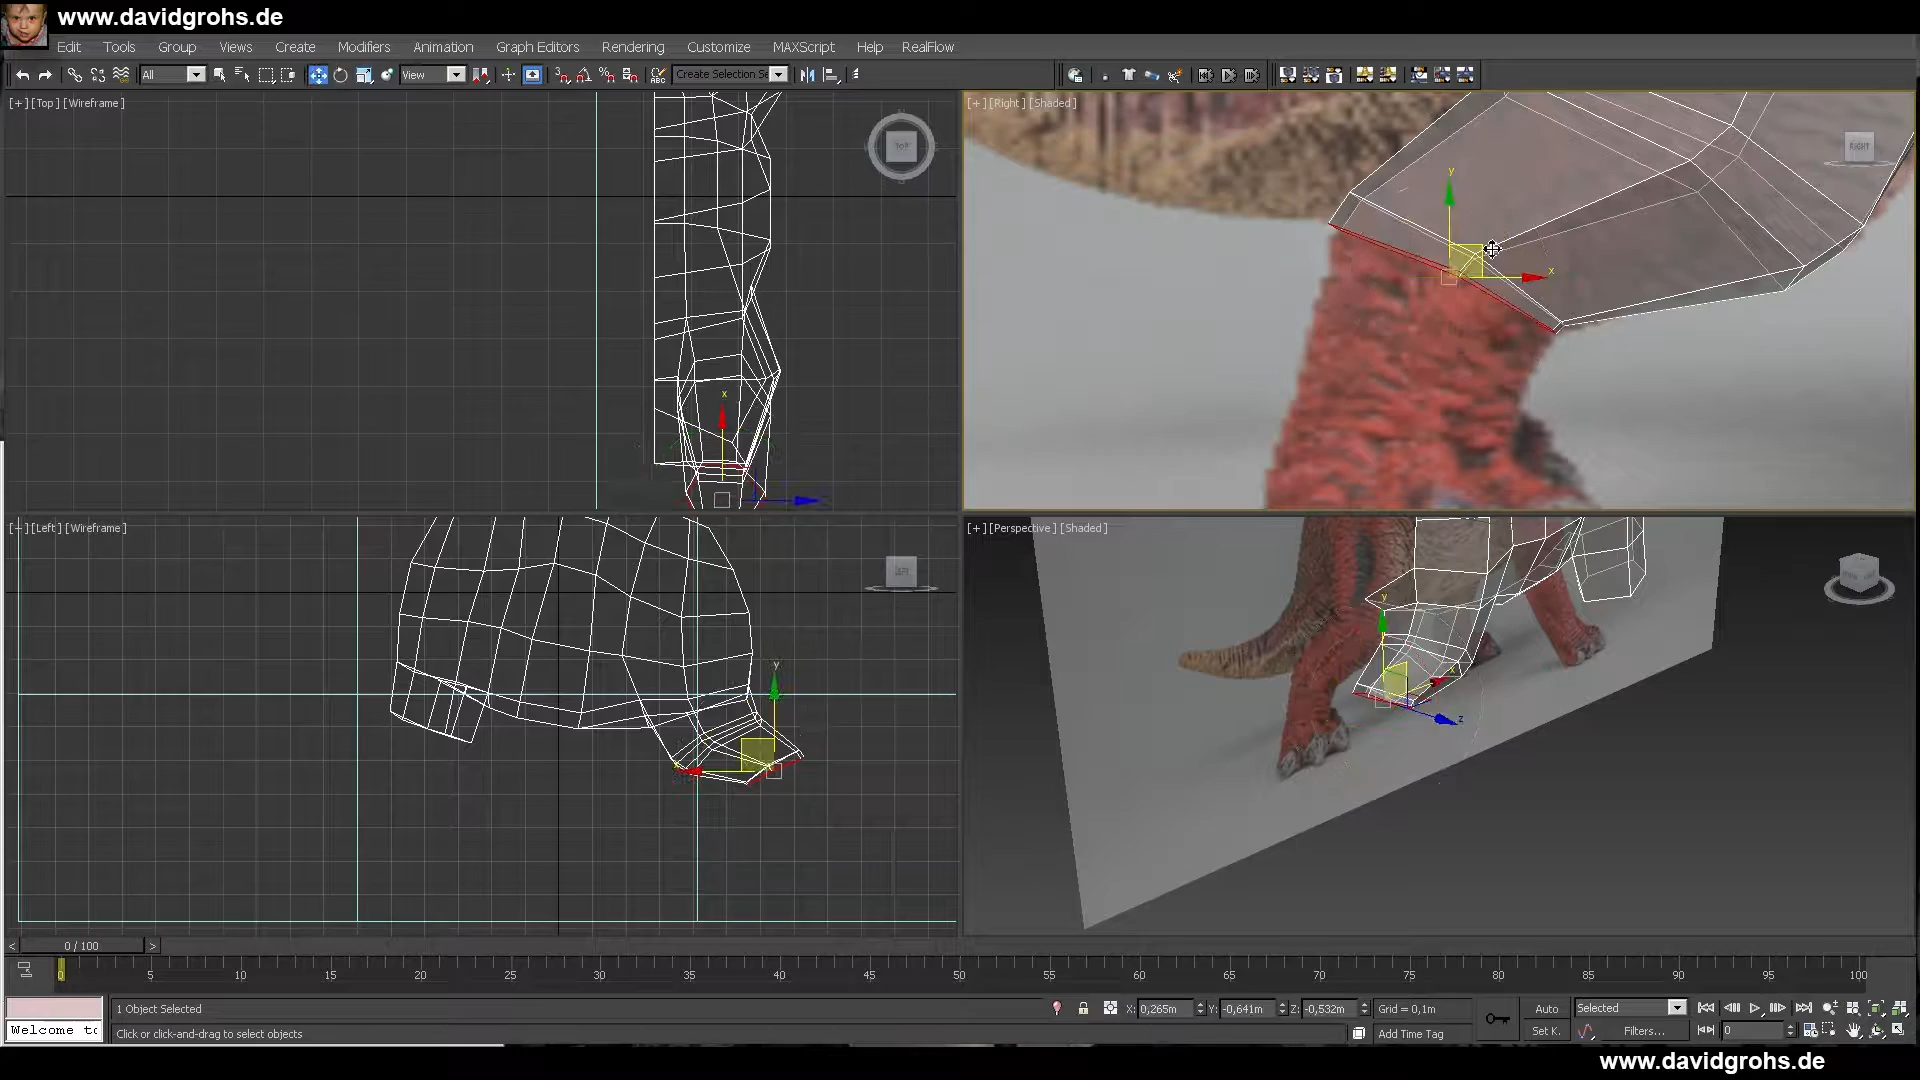 www.davidgrohs.de
Edit Tools Group Views Create Modifiers Animation Graph Editors Rendering Customize MAXScript Help RealFlow
All View Create Selection Se
[+][Top][Wireframe]
[+][Right][Shaded]
TOP
RIGHT
y
x
x
[+][Left][Wireframe]
[+][Perspective][Shaded]
LEFT
y
y
z
< 0 / 100 >
0 5 10 15 20 25 30 35 40 45 50 55 60 65 70 75 80 85 90 95 100
1 Object Selected X: 0,265m Y: -0,641m Z: -0,532m Grid = 0,1m Auto Selected
Welcome to Click or click-and-drag to select objects Add Time Tag Set K. Filters... 0
www.davidgrohs.de